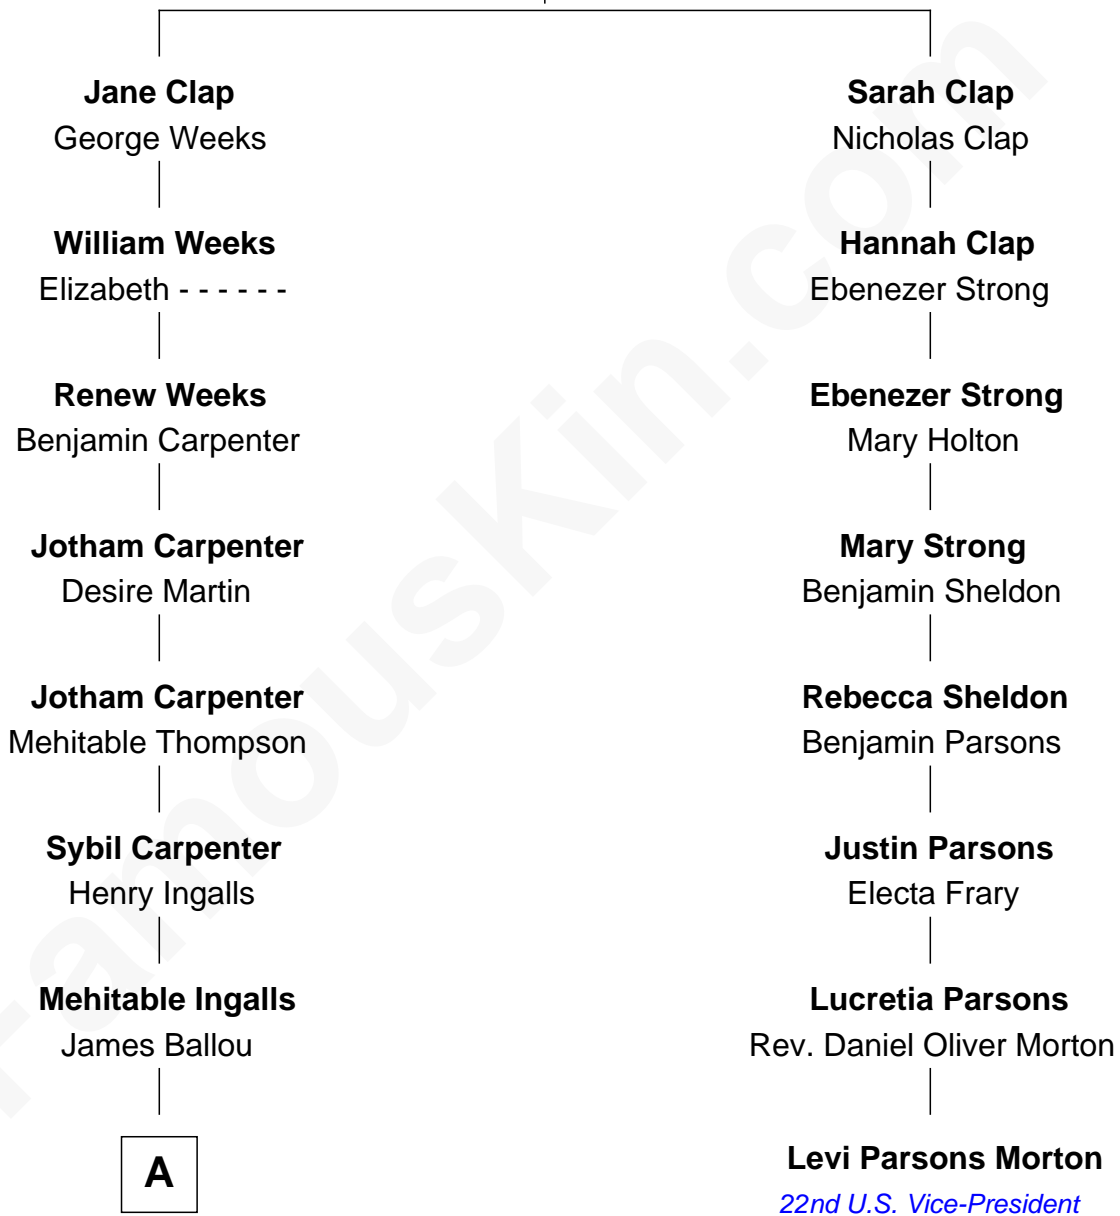 Jane Clap
George Weeks
William Weeks
Elizabeth - - - - - -
Renew Weeks
Benjamin Carpenter
Jotham Carpenter
Desire Martin
Jotham Carpenter
Mehitable Thompson
Sybil Carpenter
Henry Ingalls
Mehitable Ingalls
James Ballou
A
Sarah Clap
Nicholas Clap
Hannah Clap
Ebenezer Strong
Ebenezer Strong
Mary Holton
Mary Strong
Benjamin Sheldon
Rebecca Sheldon
Benjamin Parsons
Justin Parsons
Electa Frary
Lucretia Parsons
Rev. Daniel Oliver Morton
Levi Parsons Morton
22nd U.S. Vice-President
FamousKin.com